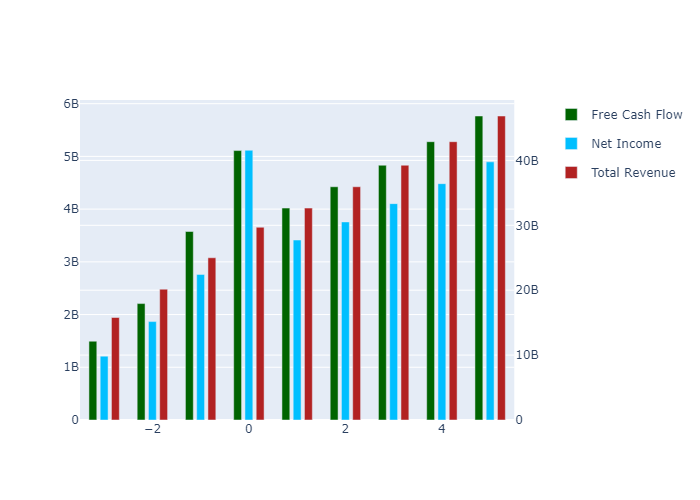 6B
5B
4B
3B
2B
1B
0
40B
30B
20B
10B
0
−2
0
2
4
Free Cash Flow
Net Income
Total Revenue